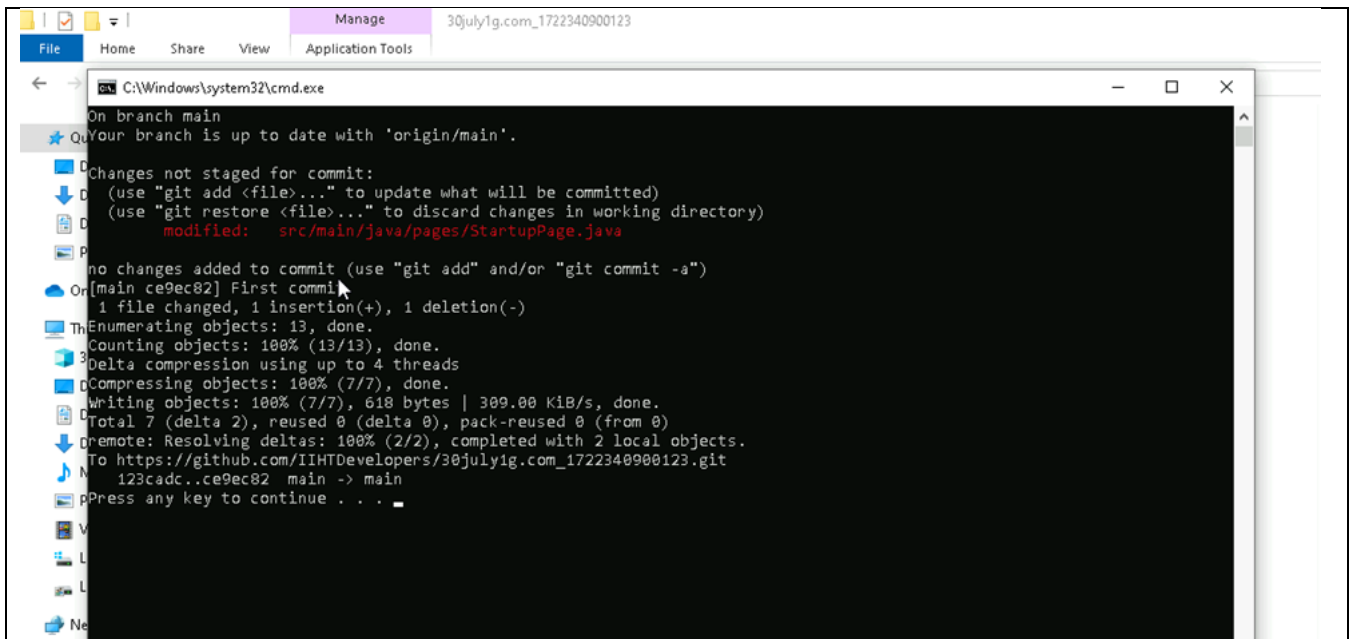 Manage
30july1g.com_1722340900123
File
Home
Share
View
Application Tools
C:\Windows\system32\cmd.exe
On branch main
Your branch is up to date with 'origin/main'.
Changes not staged for commit:
(use "git add <file>..." to update what will be committed)
(use "git restore <file>..." to discard changes in working directory)
modified: src/main/java/pages/StartupPage.java
no changes added to commit (use "git add" and/or "git commit -a")
[main ce9ec82] First commit
1 file changed, 1 insertion(+), 1 deletion(-)
Enumerating objects: 13, done.
Counting objects: 100% (13/13), done.
Delta compression using up to 4 threads
Compressing objects: 100% (7/7), done.
Writing objects: 100% (7/7), 618 bytes | 309.00 KiB/s, done.
Total 7 (delta 2), reused 0 (delta 0), pack-reused 0 (from 0)
remote: Resolving deltas: 100% (2/2), completed with 2 local objects.
To https://github.com/IIHTDevelopers/30july1g.com_1722340900123.git
123cadc..ce9ec82 main -> main
Press any key to continue . . .